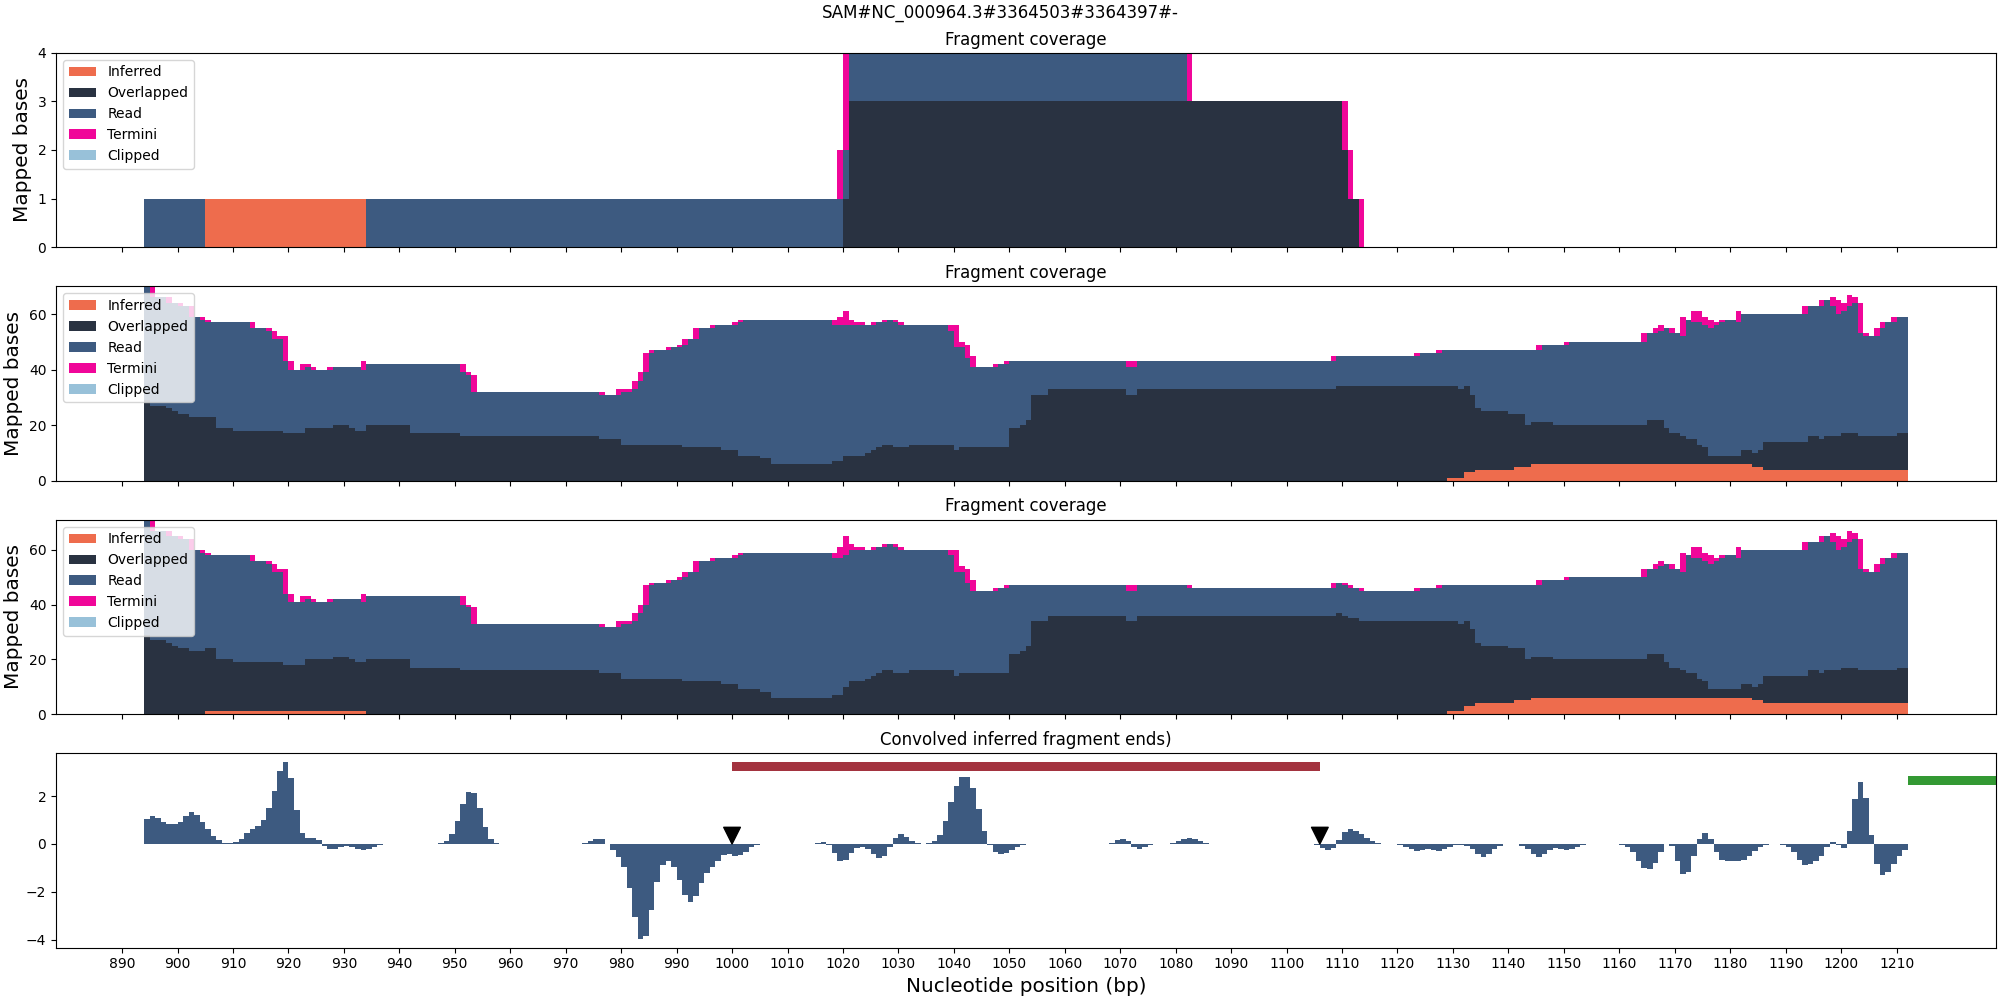 SAM#NC_000964.3#3364503#3364397#-
Fragment coverage
Mapped bases
4
3
2
1
0
Inferred
Overlapped
Read
Termini
Clipped
Fragment coverage
Mapped bases
60
40
20
0
Inferred
Overlapped
Read
Termini
Clipped
Fragment coverage
Mapped bases
60
40
20
0
Inferred
Overlapped
Read
Termini
Clipped
Convolved inferred fragment ends)
2
0
−2
−4
890 900 910 920 930 940 950 960 970 980 990 1000 1010 1020 1030 1040 1050 1060 1070 1080 1090 1100 1110 1120 1130 1140 1150 1160 1170 1180 1190 1200 1210
Nucleotide position (bp)